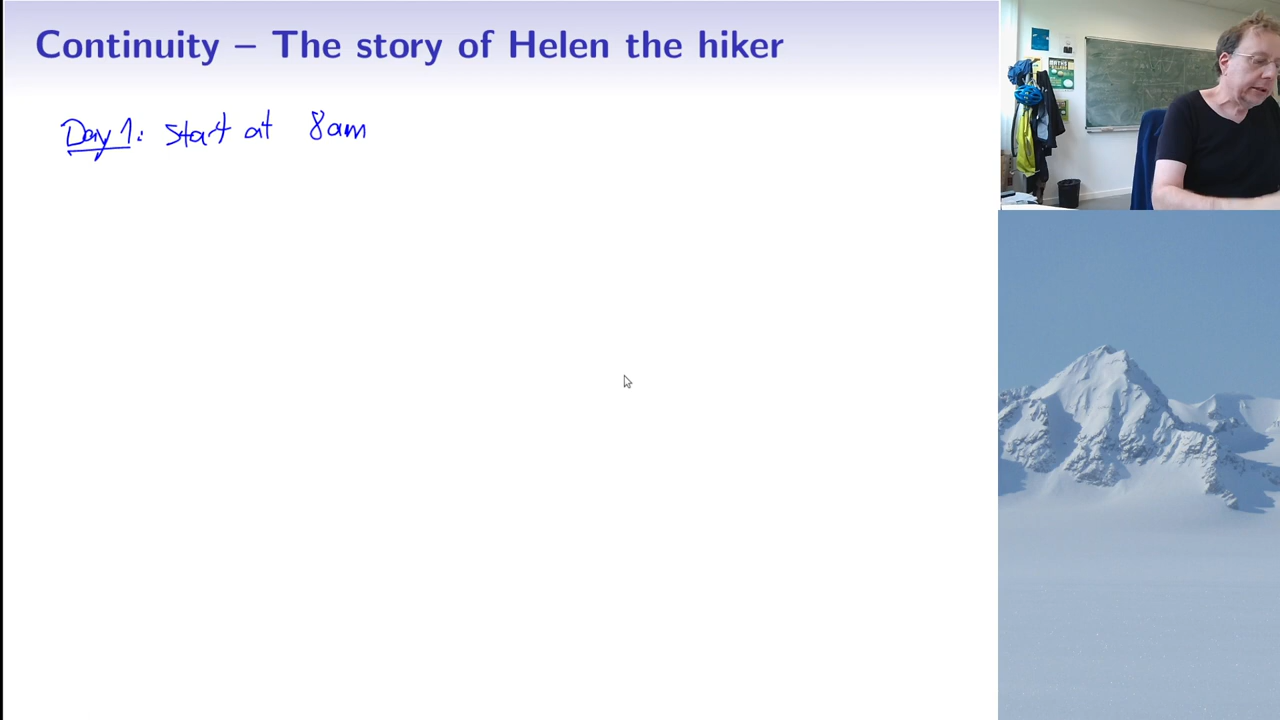 Continuity – The story of Helen the hiker
Day 1: start at 8am